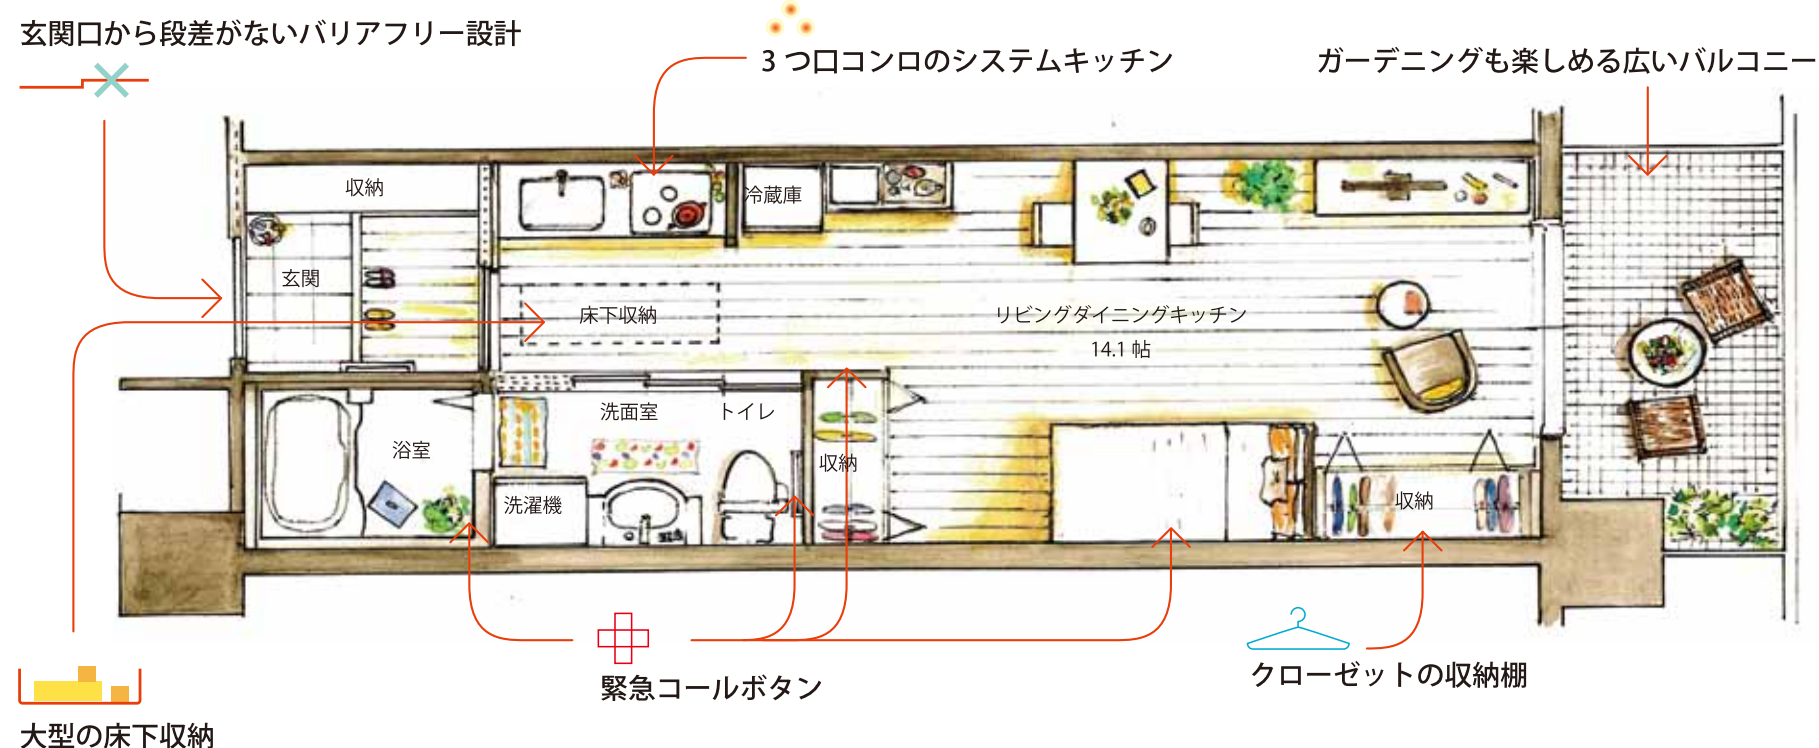 玄関口から段差がないバリアフリー設計
3つ口コンロのシステムキッチン
ガーデニングも楽しめる広いバルコニー
収納
冷蔵庫
玄関
床下収納
リビングダイニングキッチン
14.1 帖
洗面室
トイレ
浴室
収納
洗濯機
収納
緊急コールボタン
クローゼットの収納棚
大型の床下収納